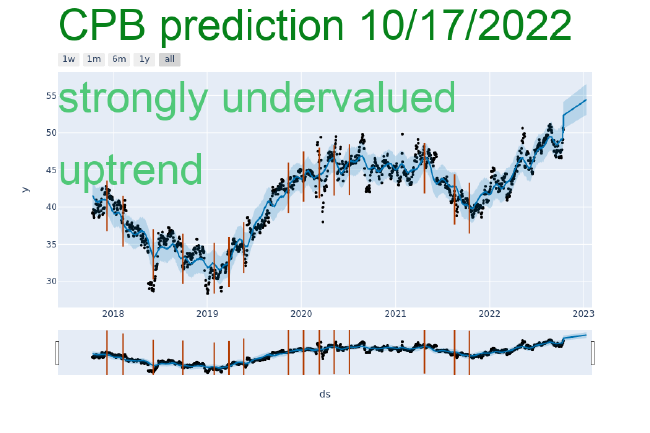 CPB prediction 10/17/2022
1w 1m 6m 1y all
strongly undervalued
uptrend
55
50
45
40
35
30
y
2018 2019 2020 2021 2022 2023
ds